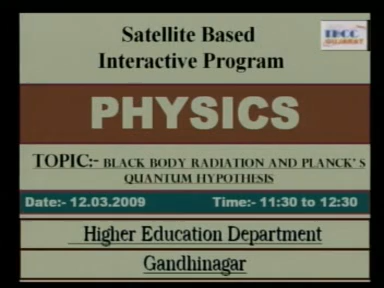 Satellite Based
Interactive Program
PHYSICS
TOPIC:- BLACK BODY RADIATION AND PLANCK'S
QUANTUM HYPOTHESIS
Date:- 12.03.2009 Time:- 11:30 to 12:30
Higher Education Department
Gandhinagar